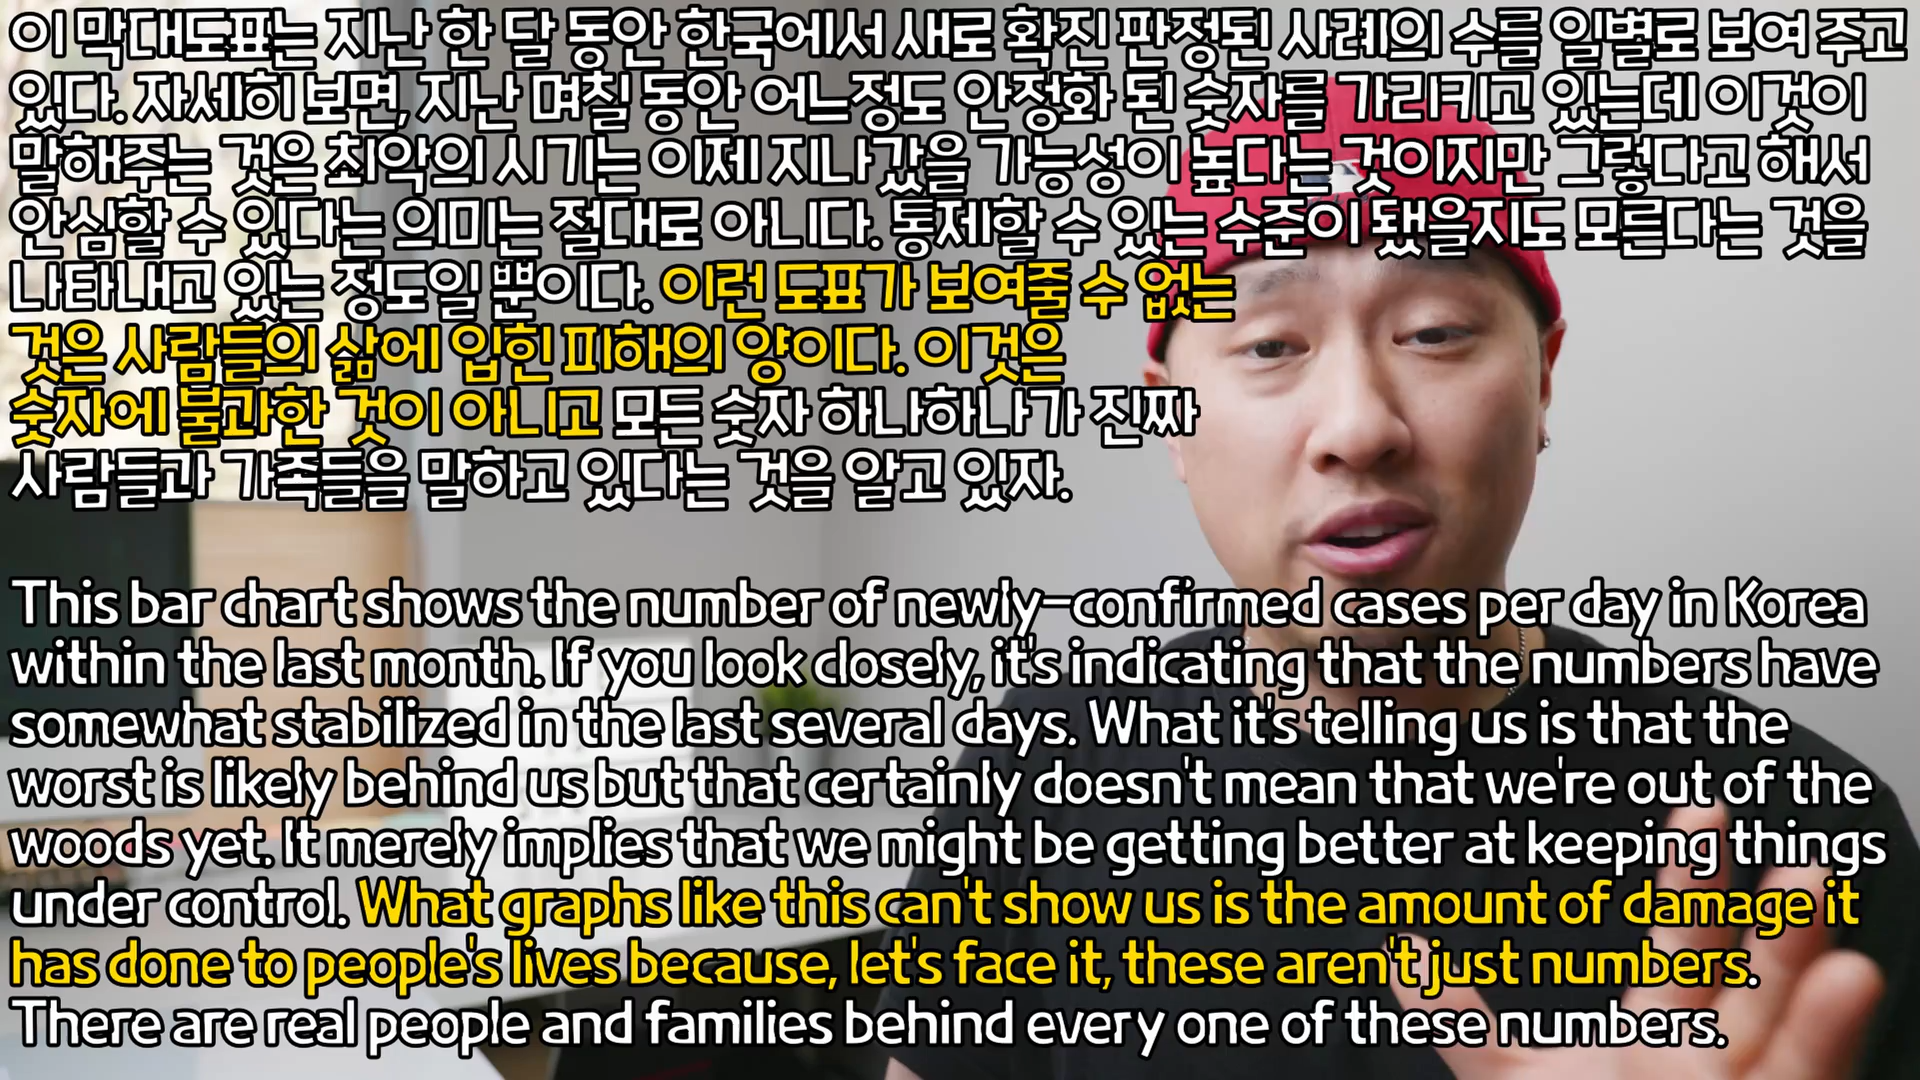 이 막대도표는 지난 한 달 동안 한국에서 새로 확진 판정된 사례의 수를 일별로 보여 주고
있다. 자세히 보면, 지난 며칠 동안 어느정도 안정화 된 숫자를 가리키고 있는데 이것이
말해주는 것은 최악의 시기는 이제 지나갔을 가능성이 높다는 것이지만 그렇다고 해서
안심할 수 있다는 의미는 절대로 아니다. 통제할 수 있는 수준이 됐을지도 모른다는 것을
나타내고 있는 정도일 뿐이다. 이런 도표가 보여줄 수 없는
것은 사람들의 삶에 입힌 피해의 양이다. 이것은
숫자에 불과한 것이 아니고 모든 숫자 하나하나가 진짜
사람들과 가족들을 말하고 있다는 것을 알고 있자.
This bar chart shows the number of newly-confirmed cases per day in Korea
within the last month. If you look closely, it's indicating that the numbers have
somewhat stabilized in the last several days. What it's telling us is that the
worst is likely behind us but that certainly doesn't mean that we're out of the
woods yet. It merely implies that we might be getting better at keeping things
under control. What graphs like this can't show us is the amount of damage it
has done to people's lives because, let's face it, these aren't just numbers.
There are real people and families behind every one of these numbers.